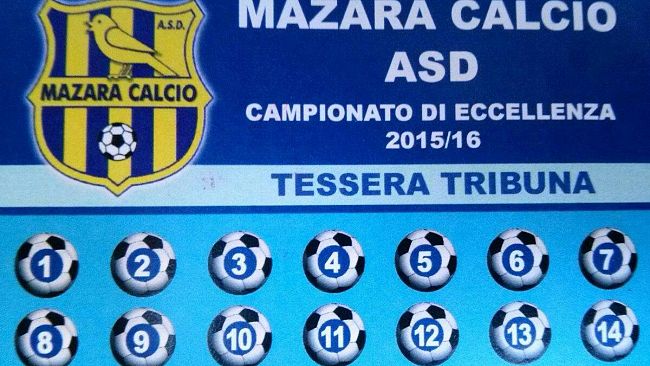 A.S.D.
MAZARA CALCIO
MAZARA CALCIO
ASD
CAMPIONATO DI ECCELLENZA
2015/16
TESSERA TRIBUNA
1 2 3 4 5 6 7
8 9 10 11 12 13 14